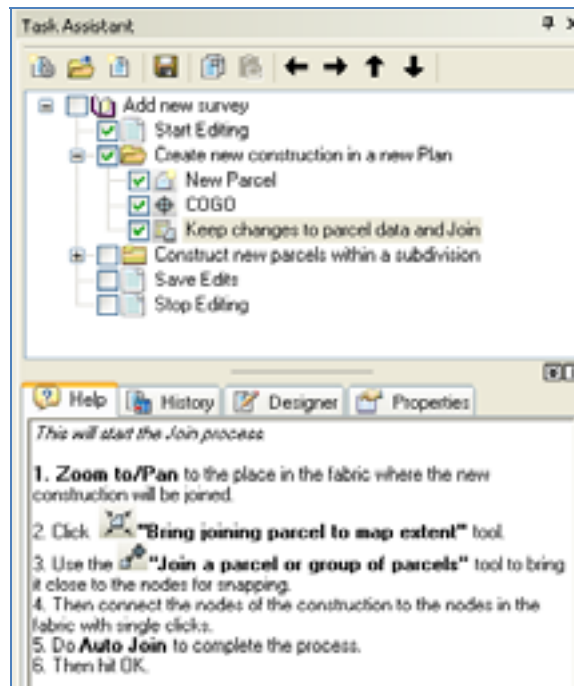 Task Assistant
Add new survey
Start Editing
Create new construction in a new Plan
New Parcel
COGO
Keep changes to parcel data and Join
Construct new parcels within a subdivision
Save Edits
Stop Editing
Help History Designer Properties
This will start the Join process
1. Zoom to/Pan to the place in the fabric where the new
construction will be joined.
2. Click "Bring joining parcel to map extent" tool.
3. Use the "Join a parcel or group of parcels" tool to bring
it close to the nodes for snapping.
4. Then connect the nodes of the construction to the nodes in the
fabric with single clicks.
5. Do Auto Join to complete the process.
6. Then hit OK.